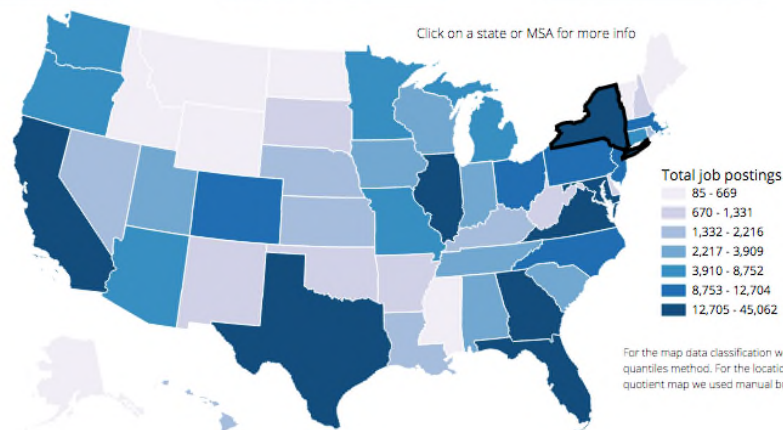 Click on a state or MSA for more info
Total job postings
85 - 669
670 - 1,331
1,332 - 2,216
2,217 - 3,909
3,910 - 8,752
8,753 - 12,704
12,705 - 45,062
For the map data classification w
quantiles method. For the locatio
quotient map we used manual b